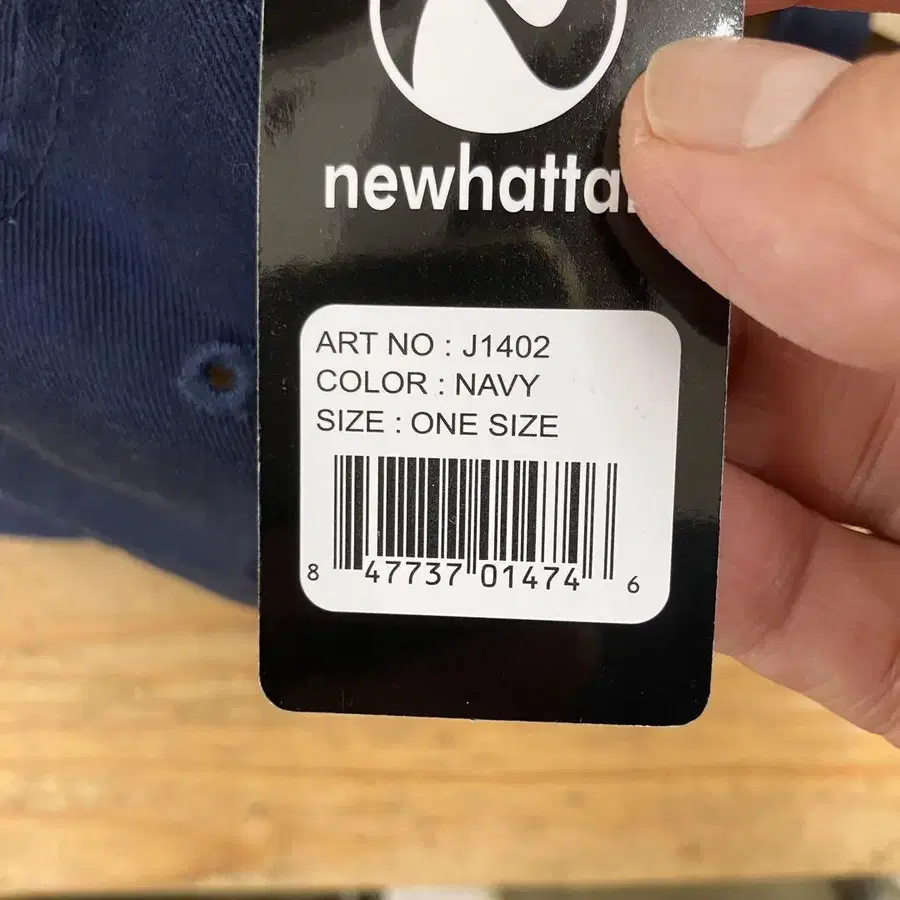 newhatta
ART NO : J1402
COLOR : NAVY
SIZE : ONE SIZE
8 47737 01474 6